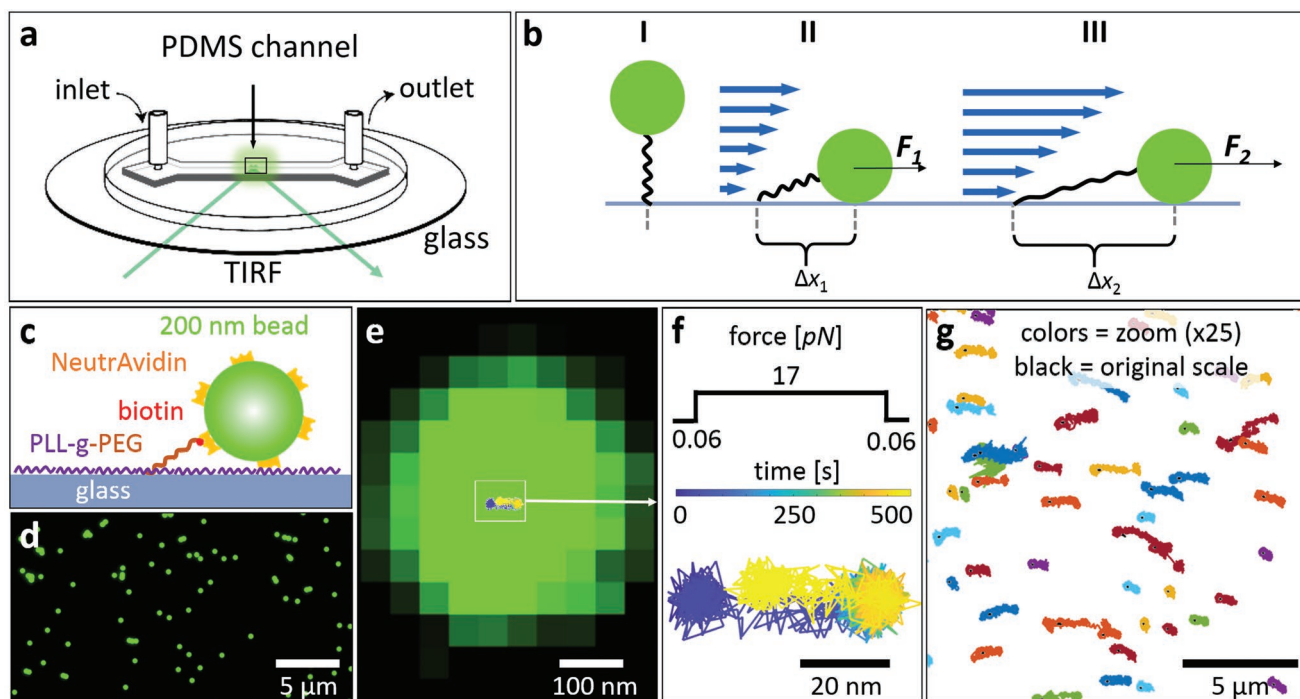 a
PDMS channel
inlet
outlet
glass
TIRF
b
I
II
III
F1
F2
Δx1
Δx2
c
200 nm bead
NeutrAvidin
biotin
PLL-g-PEG
glass
d
5 µm
e
100 nm
f
force [pN]
17
0.06
0.06
time [s]
0
250
500
20 nm
g
colors = zoom (x25)
black = original scale
5 µm